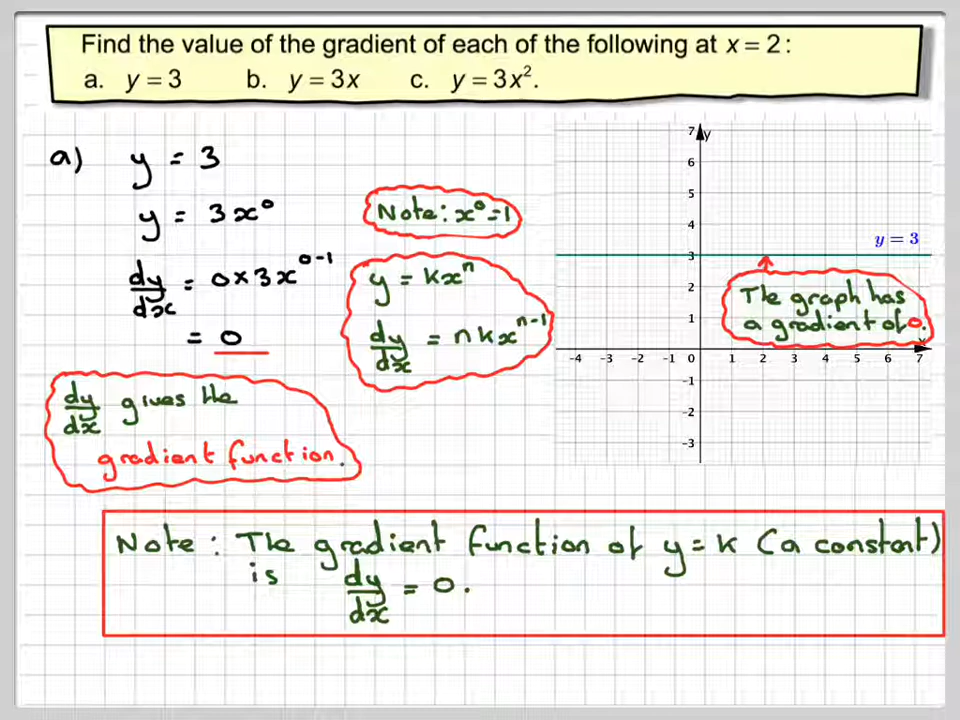 Find the value of the gradient of each of the following at x = 2 :
a. y = 3 b. y = 3x c. y = 3x².
a) y = 3
y = 3x⁰
dy/dx = 0 × 3x⁰⁻¹
= 0
Note: x⁰ = 1
y = kxⁿ
dy/dx = nkxⁿ⁻¹
dy/dx gives the
gradient function.
y
7
6
5
4
3
2
1
y = 3
The graph has
a gradient of 0.
x
-4 -3 -2 -1 0 1 2 3 4 5 6 7
-1
-2
-3
Note: The gradient function of y = k (a constant)
is dy/dx = 0.